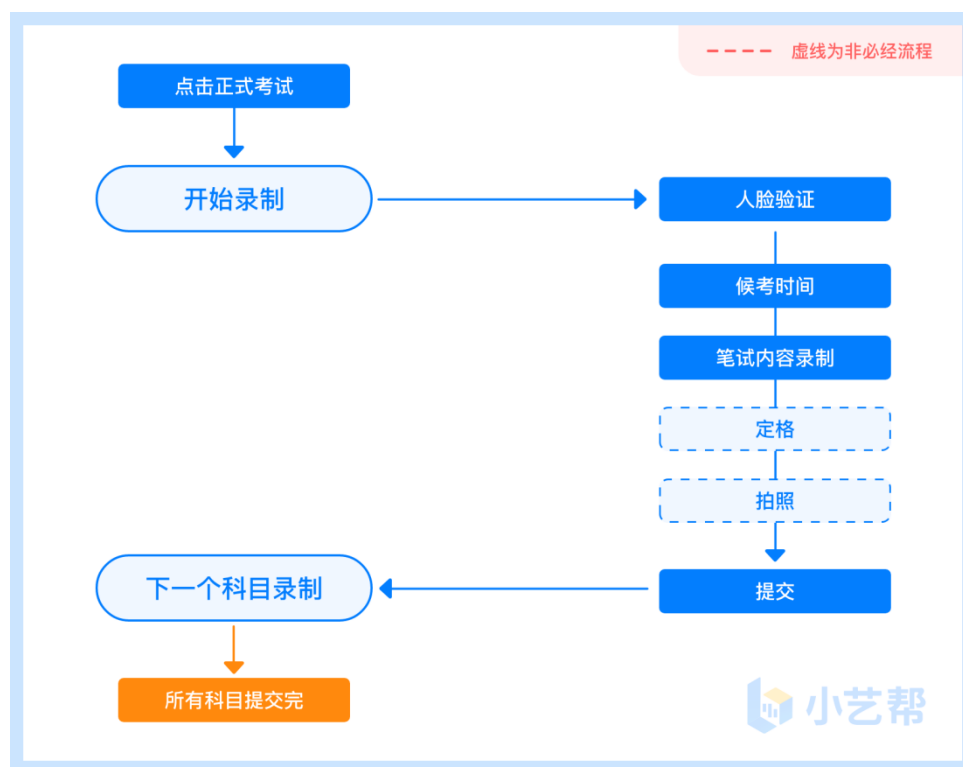 虚线为非必经流程
点击正式考试
开始录制
人脸验证
候考时间
笔试内容录制
定格
拍照
提交
下一个科目录制
所有科目提交完
小艺帮